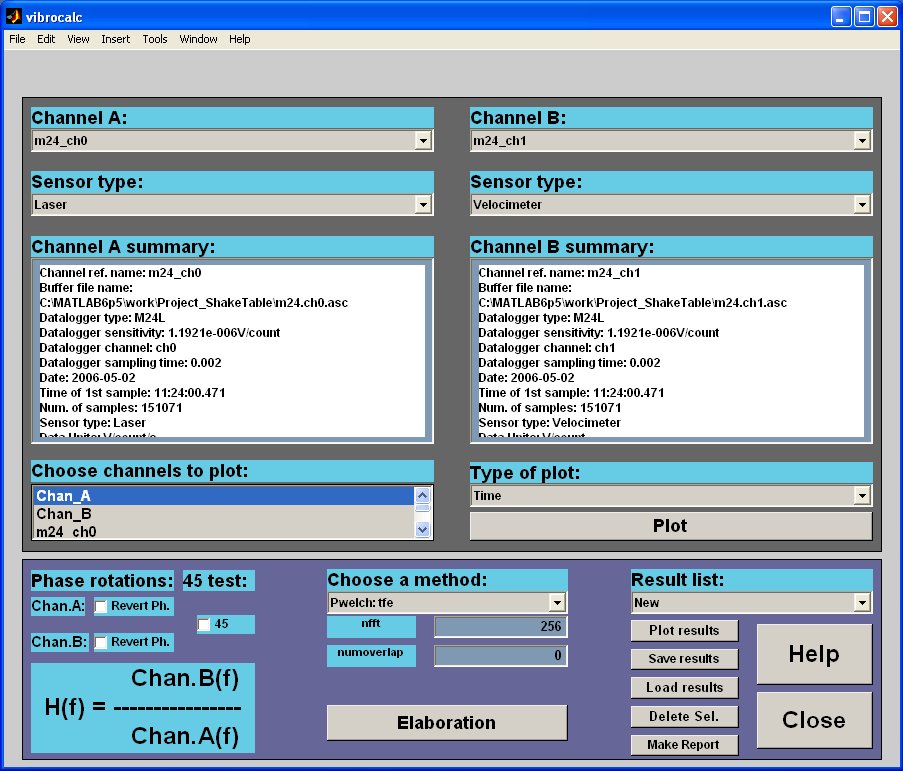 vibrocalc
File Edit View Insert Tools Window Help
Channel A:
m24_ch0
Channel B:
m24_ch1
Sensor type:
Laser
Sensor type:
Velocimeter
Channel A summary:
Channel ref. name: m24_ch0
Buffer file name:
C:\MATLAB6p5\work\Project_ShakeTable\m24.ch0.asc
Datalogger type: M24L
Datalogger sensitivity: 1.1921e-006V/count
Datalogger channel: ch0
Datalogger sampling time: 0.002
Date: 2006-05-02
Time of 1st sample: 11:24:00.471
Num. of samples: 151071
Sensor type: Laser
Data Units: V/count/s
Channel B summary:
Channel ref. name: m24_ch1
Buffer file name:
C:\MATLAB6p5\work\Project_ShakeTable\m24.ch1.asc
Datalogger type: M24L
Datalogger sensitivity: 1.1921e-006V/count
Datalogger channel: ch1
Datalogger sampling time: 0.002
Date: 2006-05-02
Time of 1st sample: 11:24:00.471
Num. of samples: 151071
Sensor type: Velocimeter
Data Units: V/count
Choose channels to plot:
Chan_A
Chan_B
m24_ch0
Type of plot:
Time
Plot
Phase rotations: 45 test:
Chan.A: Revert Ph.
45
Chan.B: Revert Ph.
Chan.B(f)
H(f) = ----------------
Chan.A(f)
Choose a method:
Pwelch: tfe
nfft 256
numoverlap 0
Elaboration
Result list:
New
Plot results
Save results
Load results
Delete Sel.
Make Report
Help
Close